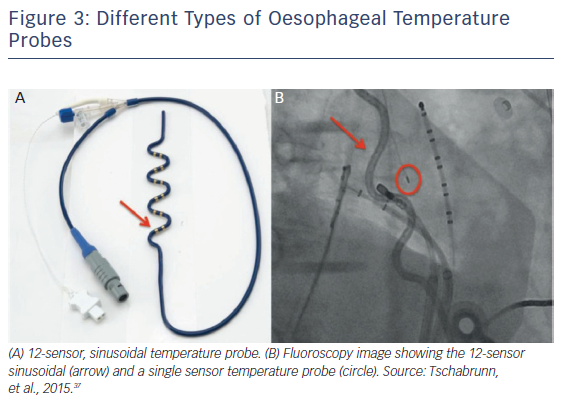 Figure 3: Different Types of Oesophageal Temperature
Probes
A
B
(A) 12-sensor, sinusoidal temperature probe. (B) Fluoroscopy image showing the 12-sensor
sinusoidal (arrow) and a single sensor temperature probe (circle). Source: Tschabrunn,
et al., 2015.³⁷